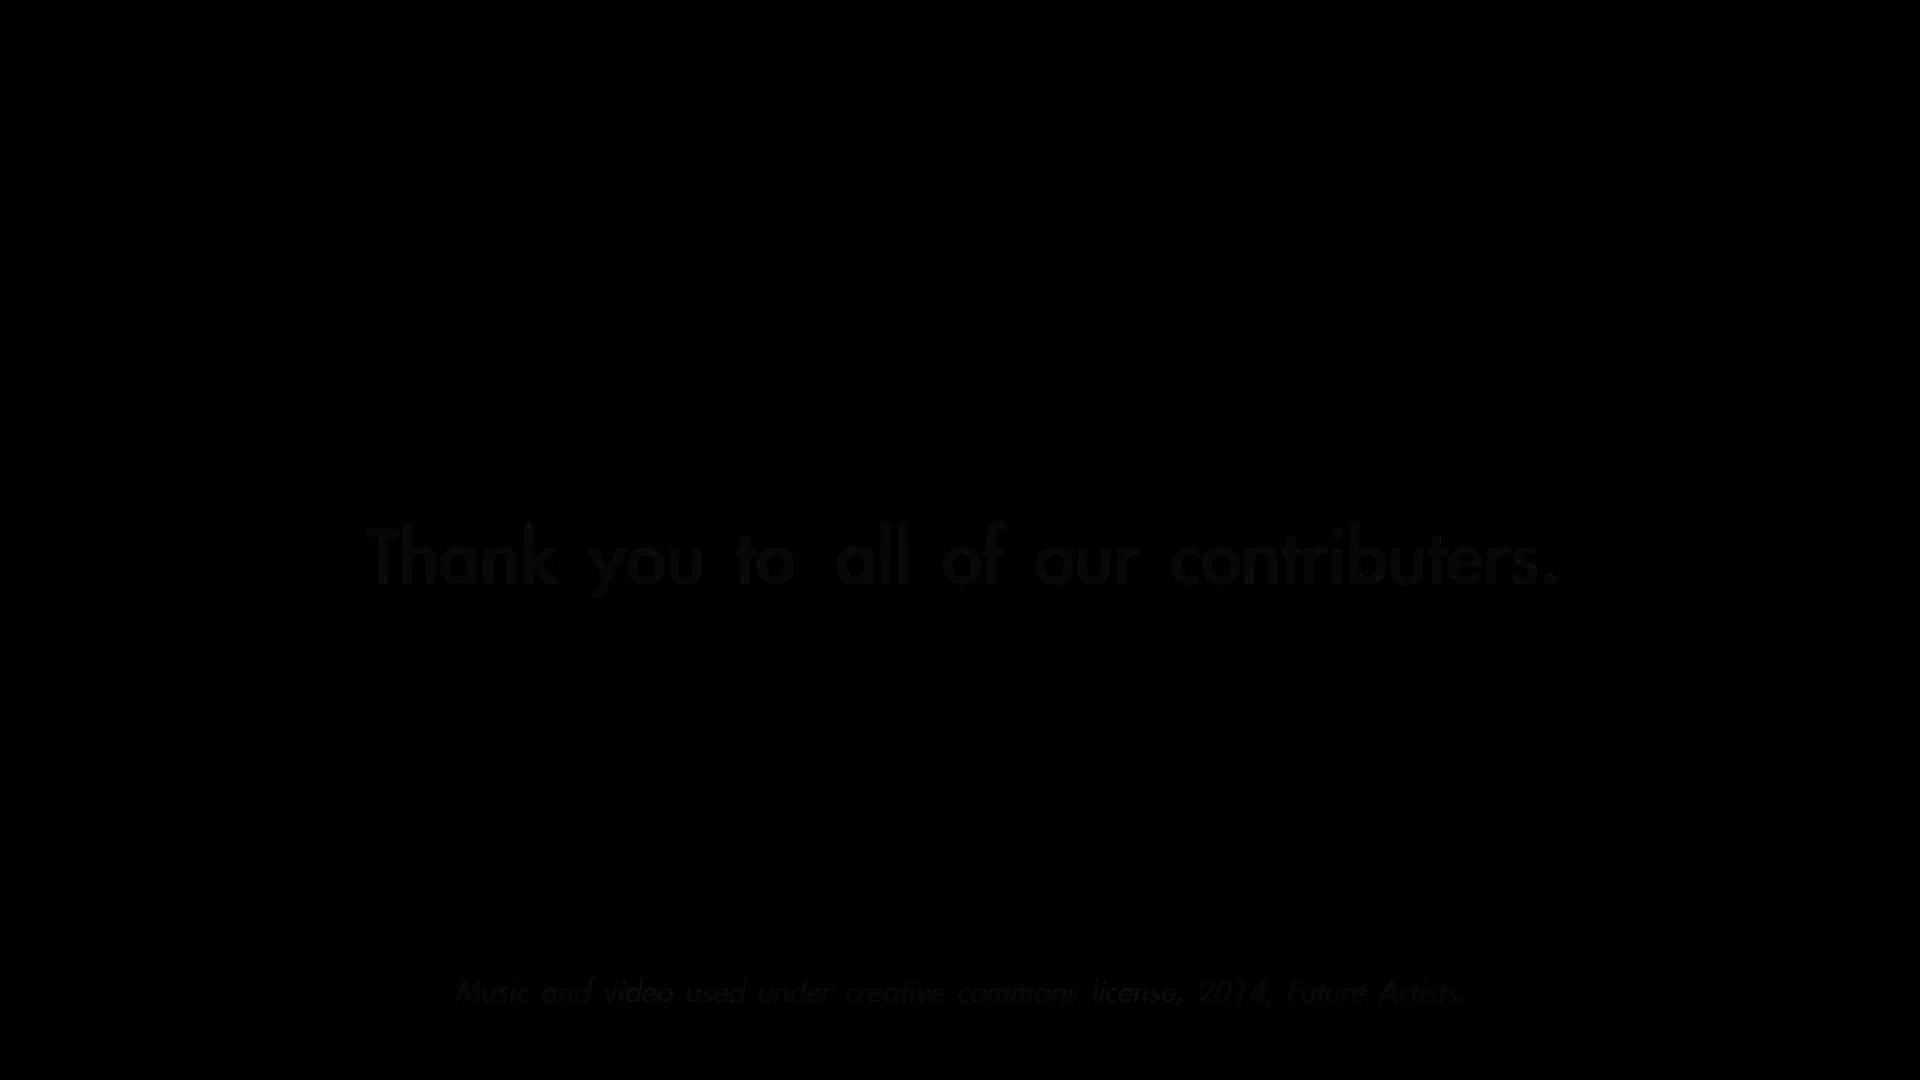 Thank you to all of our contributers.
Music and video used under creative commons license, 2014, Future Artists.